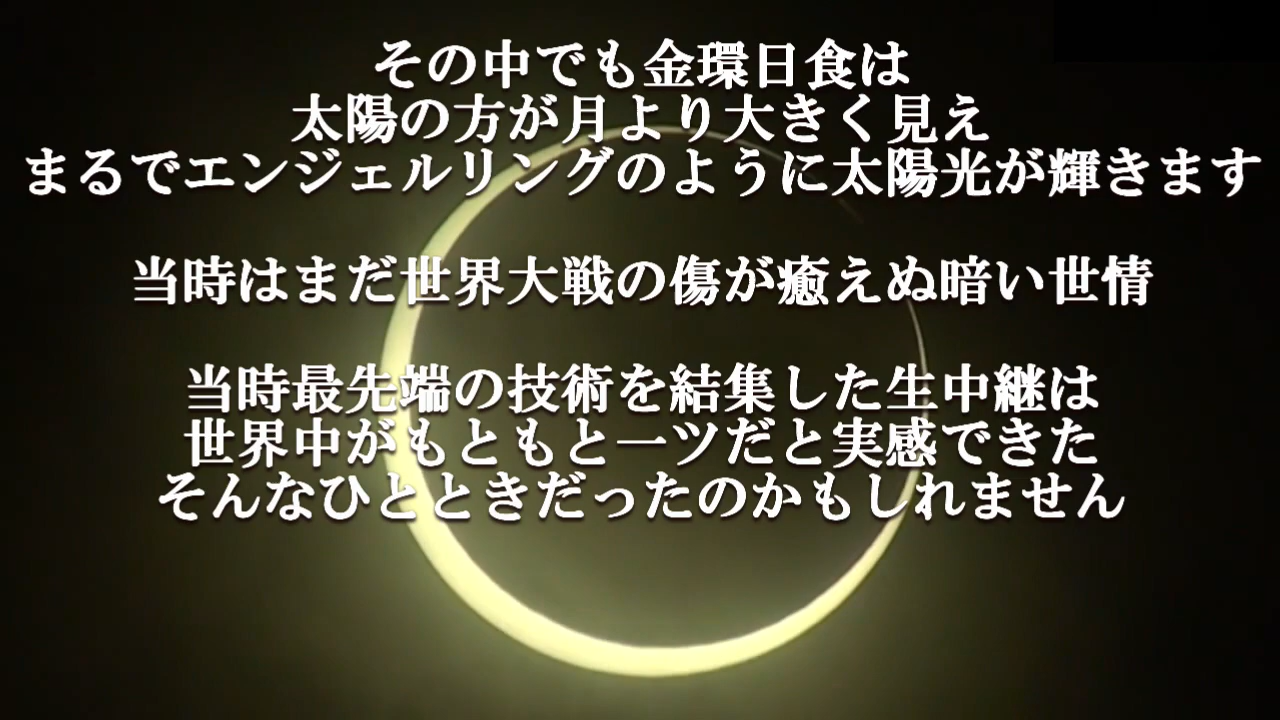 その中でも金環日食は
太陽の方が月より大きく見え
まるでエンジェルリングのように太陽光が輝きます
当時はまだ世界大戦の傷が癒えぬ暗い世情
当時最先端の技術を結集した生中継は
世界中がもともと一ツだと実感できた
そんなひとときだったのかもしれません